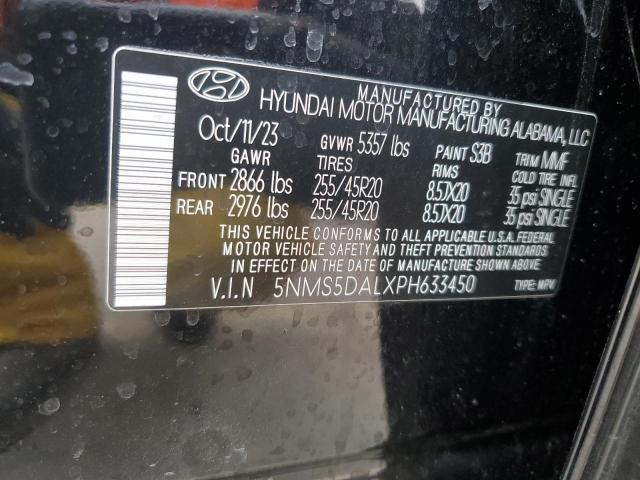 MANUFACTURED BY
HYUNDAI MOTOR MANUFACTURING ALABAMA, LLC
Oct/11/23 GVWR 5357 lbs PAINT S3B TRIM MMF
GAWR TIRES RIMS COLD TIRE INFL
FRONT 2866 lbs 255/45R20 8.5JX20 35 psi SINGLE
REAR 2976 lbs 255/45R20 8.5JX20 35 psi SINGLE
THIS VEHICLE CONFORMS TO ALL APPLICABLE U.S.A. FEDERAL
MOTOR VEHICLE SAFETY AND THEFT PREVENTION STANDARDS
IN EFFECT ON THE DATE OF MANUFACTURE SHOWN ABOVE.
V.I.N 5NMS5DALXPH633450 TYPE: MPV